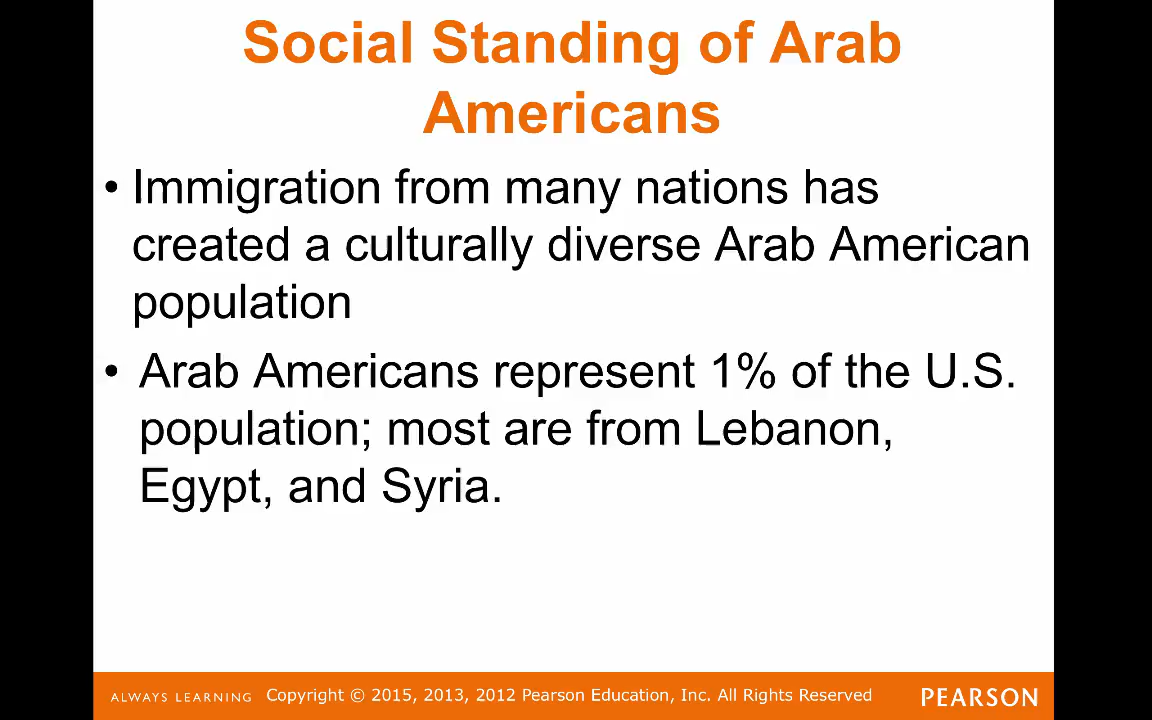 Social Standing of Arab
Americans
• Immigration from many nations has
created a culturally diverse Arab American
population
• Arab Americans represent 1% of the U.S.
population; most are from Lebanon,
Egypt, and Syria.
ALWAYS LEARNING Copyright © 2015, 2013, 2012 Pearson Education, Inc. All Rights Reserved PEARSON